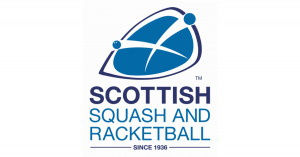 TM
SCOTTISH
SQUASH AND
RACKETBALL
SINCE 1936